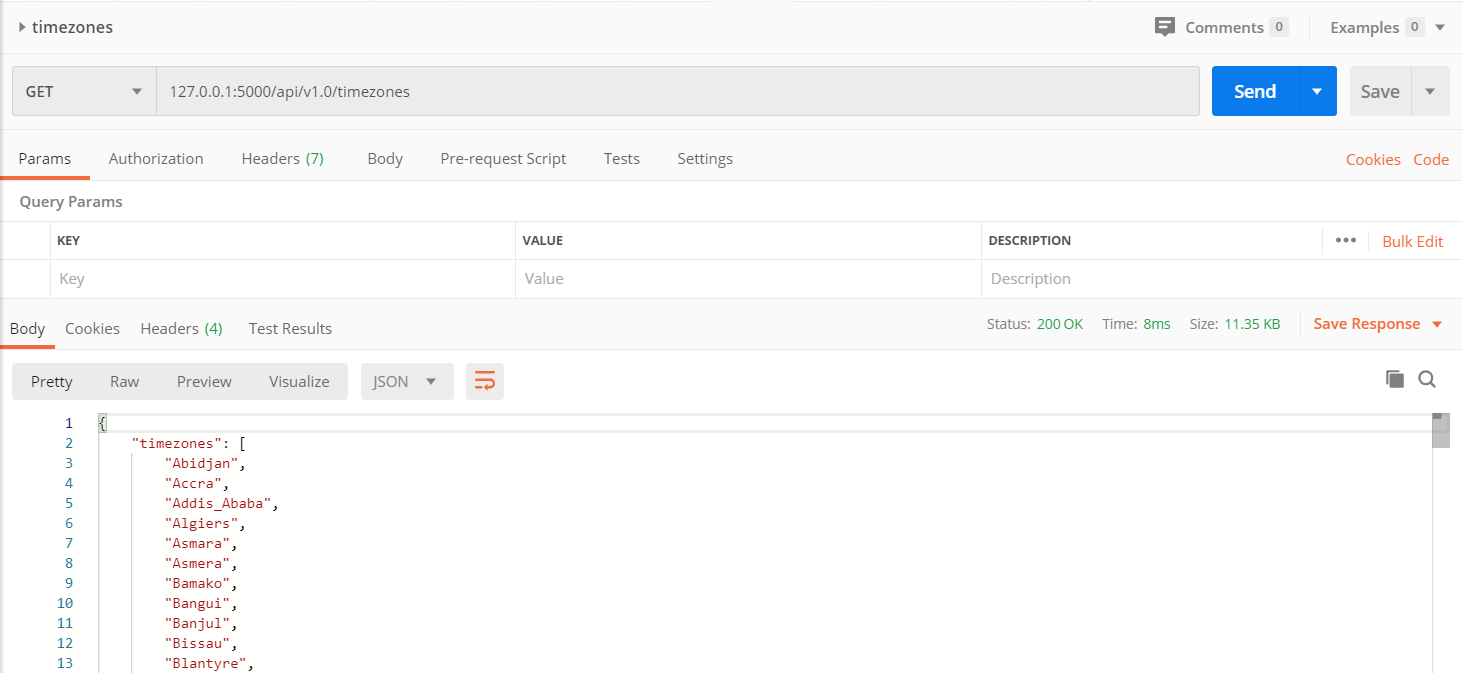 timezones Comments 0 Examples 0
GET 127.0.0.1:5000/api/v1.0/timezones Send Save
Params Authorization Headers (7) Body Pre-request Script Tests Settings Cookies Code
Query Params
KEY VALUE DESCRIPTION ••• Bulk Edit
Key Value Description
Body Cookies Headers (4) Test Results Status: 200 OK Time: 8ms Size: 11.35 KB Save Response
Pretty Raw Preview Visualize JSON
1 {
2 "timezones": [
3 "Abidjan",
4 "Accra",
5 "Addis_Ababa",
6 "Algiers",
7 "Asmara",
8 "Asmera",
9 "Bamako",
10 "Bangui",
11 "Banjul",
12 "Bissau",
13 "Blantyre",